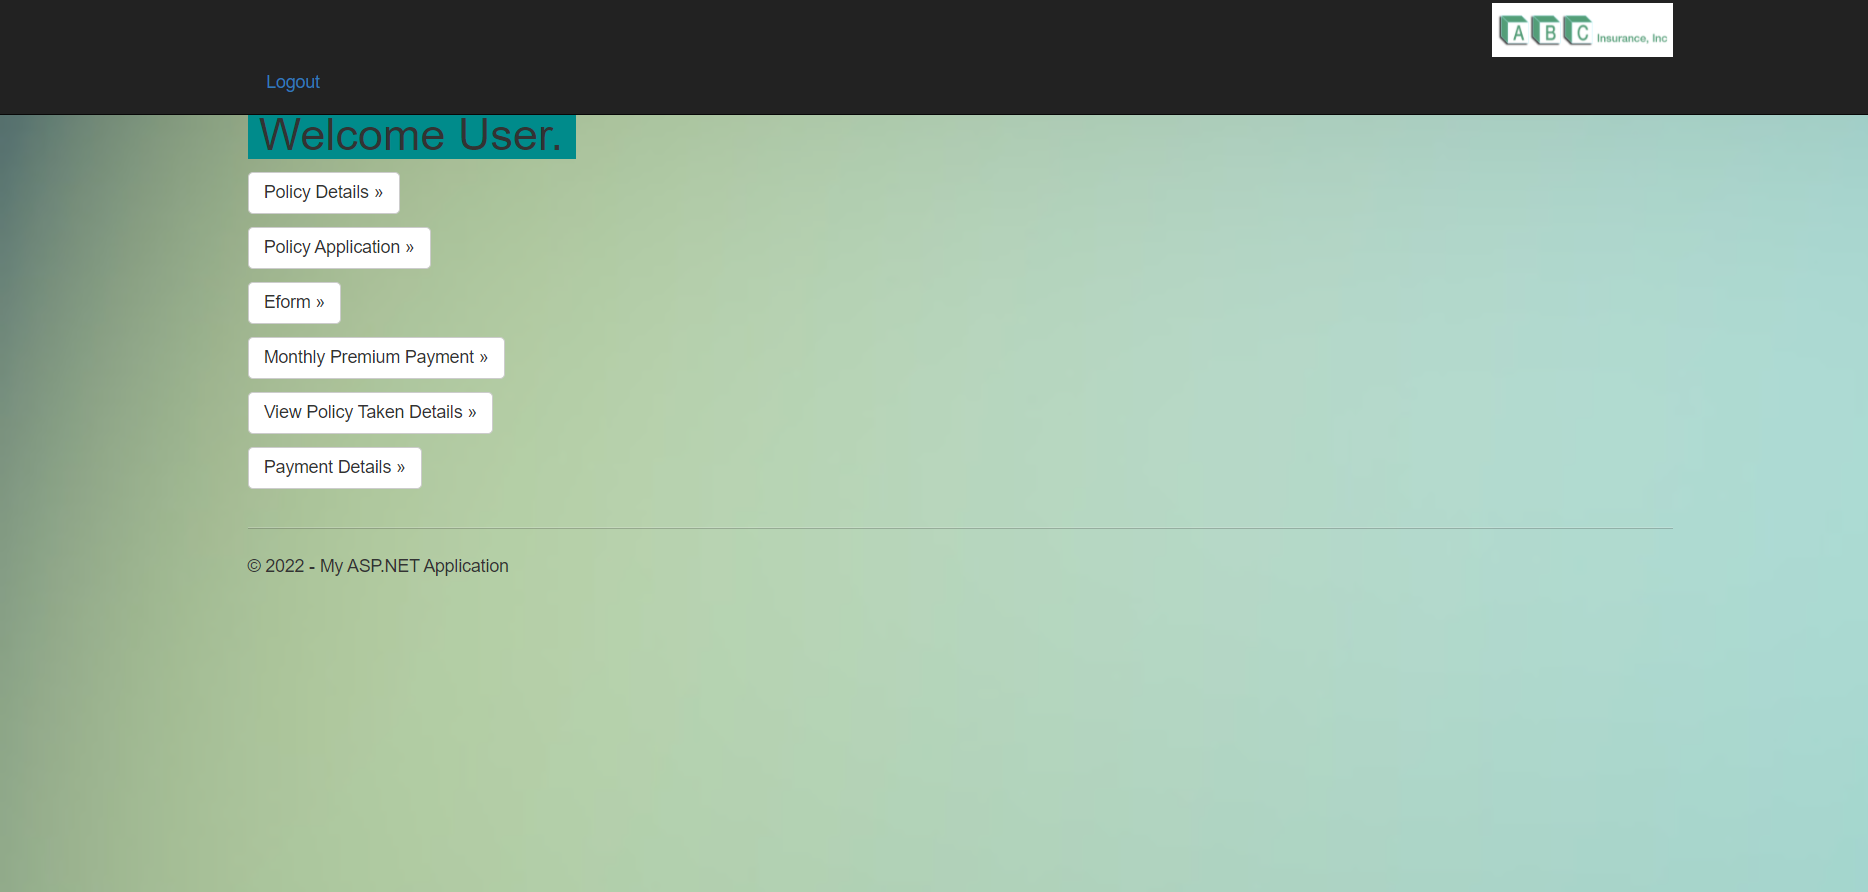 A B C Insurance, Inc
Logout
Welcome User.
Policy Details »
Policy Application »
Eform »
Monthly Premium Payment »
View Policy Taken Details »
Payment Details »
© 2022 - My ASP.NET Application